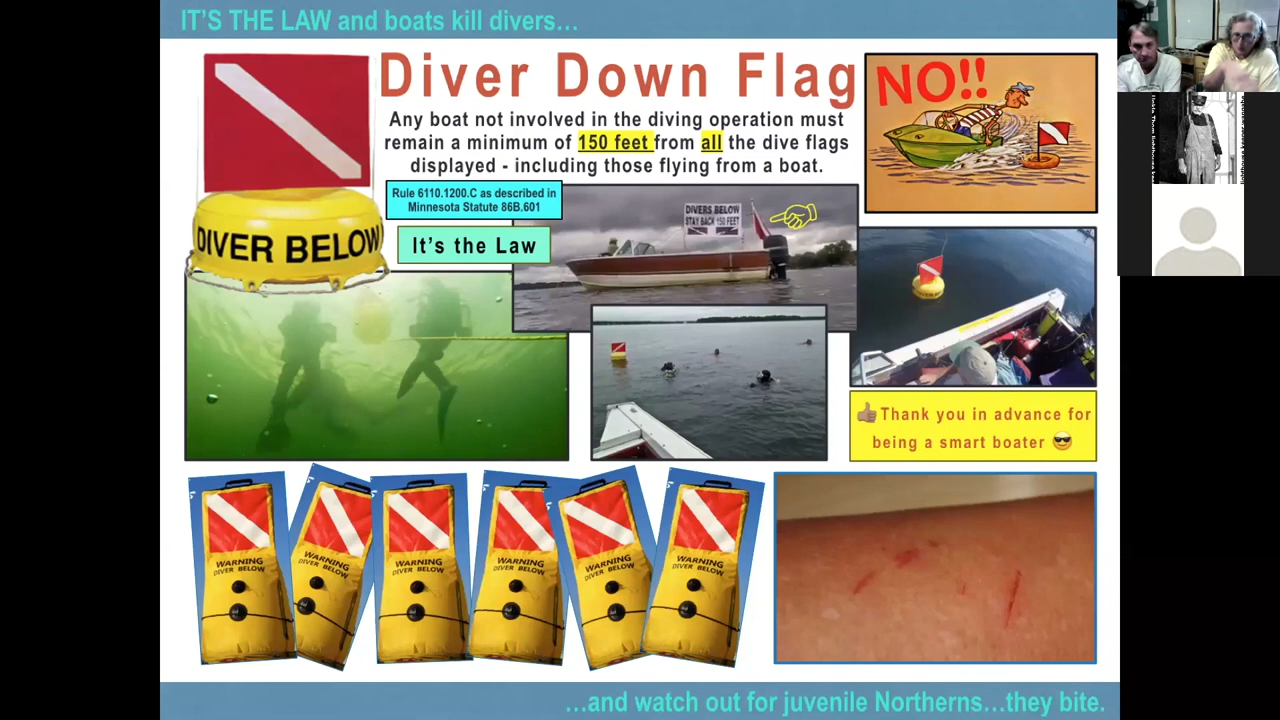 IT'S THE LAW and boats kill divers…
Diver Down Flag
Any boat not involved in the diving operation must
remain a minimum of 150 feet from all the dive flags
displayed - including those flying from a boat.
Rule 6110.1200.C as described in
Minnesota Statute 86B.601
It's the Law
NO!!
DIVER BELOW
DIVERS BELOW
STAY BACK 150 FEET
👍Thank you in advance for
being a smart boater 😎
WARNING
DIVER BELOW
WARNING
DIVER BELOW
WARNING
DIVER BELOW
WARNING
DIVER BELOW
WARNING
DIVER BELOW
WARNING
DIVER BELOW
…and watch out for juvenile Northerns…they bite.